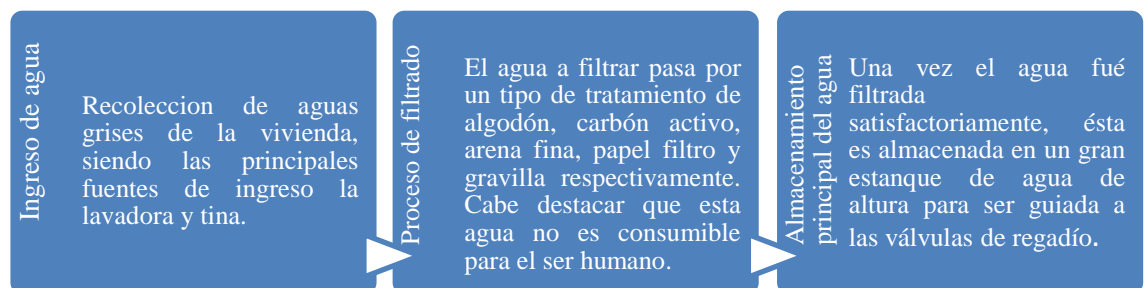 Ingreso de agua
Recoleccion de aguas
grises de la vivienda,
siendo las principales
fuentes de ingreso la
lavadora y tina.
Proceso de filtrado
El agua a filtrar pasa por
un tipo de tratamiento de
algodón, carbón activo,
arena fina, papel filtro y
gravilla respectivamente.
Cabe destacar que esta
agua no es consumible
para el ser humano.
Almacenamiento
principal del agua
Una vez el agua fué
filtrada
satisfactoriamente, ésta
es almacenada en un gran
estanque de agua de
altura para ser guiada a
las válvulas de regadío.